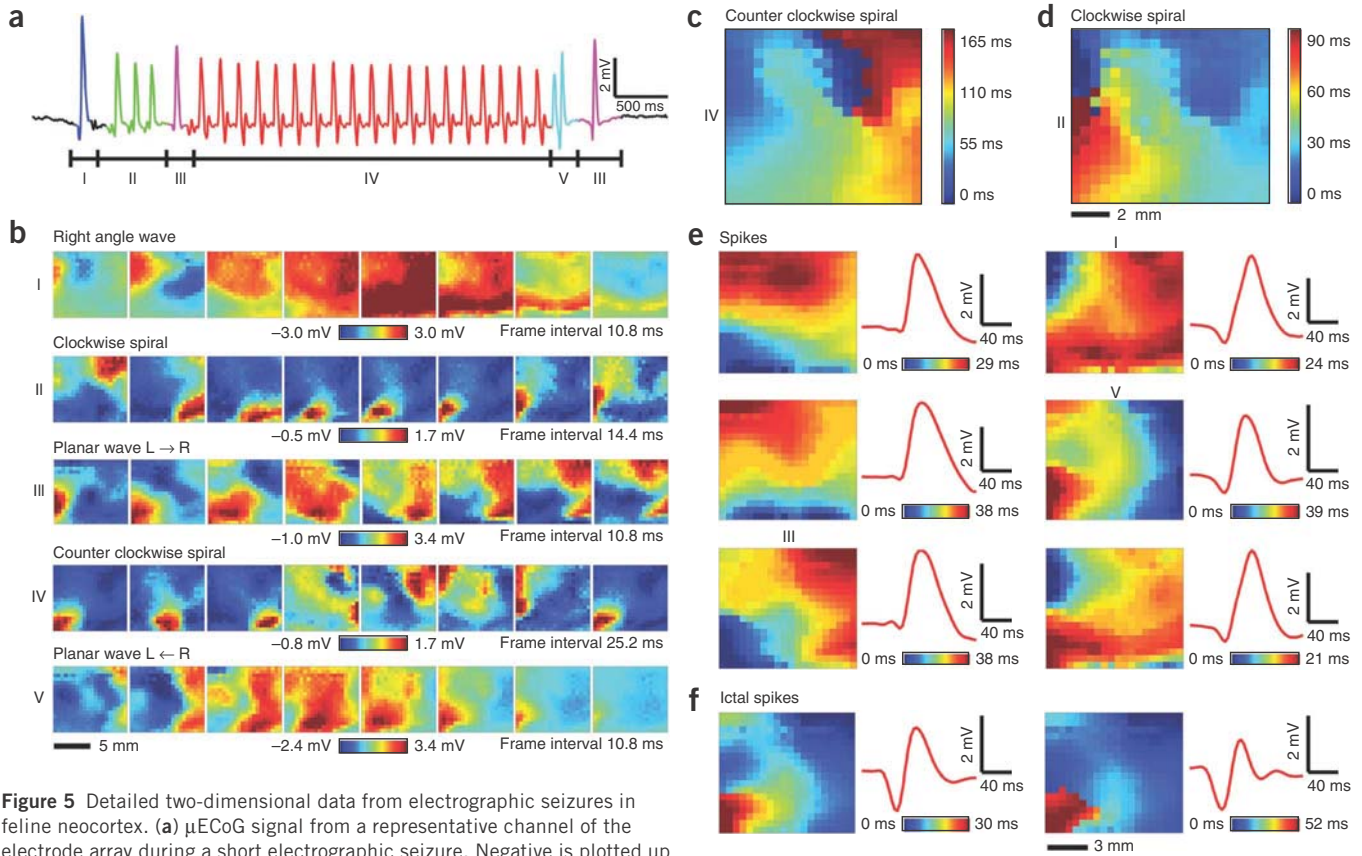 a
2 mV
500 ms
I II III IV V III
b
Right angle wave
I
–3.0 mV 3.0 mV Frame interval 10.8 ms
Clockwise spiral
II
–0.5 mV 1.7 mV Frame interval 14.4 ms
Planar wave L → R
III
–1.0 mV 3.4 mV Frame interval 10.8 ms
Counter clockwise spiral
IV
–0.8 mV 1.7 mV Frame interval 25.2 ms
Planar wave L ← R
V
5 mm
–2.4 mV 3.4 mV Frame interval 10.8 ms
c
Counter clockwise spiral
IV
165 ms
110 ms
55 ms
0 ms
d
Clockwise spiral
II
90 ms
60 ms
30 ms
0 ms
2 mm
e
Spikes
2 mV
40 ms
0 ms 29 ms
I
2 mV
40 ms
0 ms 24 ms
2 mV
40 ms
0 ms 38 ms
V
2 mV
40 ms
0 ms 39 ms
III
2 mV
40 ms
0 ms 38 ms
2 mV
40 ms
0 ms 21 ms
f
Ictal spikes
2 mV
40 ms
0 ms 30 ms
2 mV
40 ms
0 ms 52 ms
3 mm
Figure 5 Detailed two-dimensional data from electrographic seizures in
feline neocortex. (a) µECoG signal from a representative channel of the
electrode array during a short electrographic seizure. Negative is plotted up